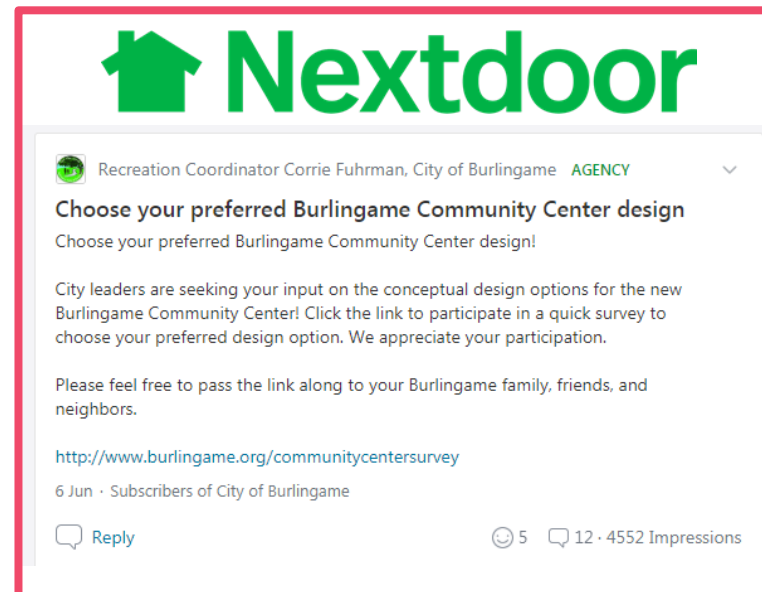 Nextdoor
Recreation Coordinator Corrie Fuhrman, City of Burlingame AGENCY
Choose your preferred Burlingame Community Center design
Choose your preferred Burlingame Community Center design!
City leaders are seeking your input on the conceptual design options for the new
Burlingame Community Center! Click the link to participate in a quick survey to
choose your preferred design option. We appreciate your participation.
Please feel free to pass the link along to your Burlingame family, friends, and
neighbors.
http://www.burlingame.org/communitycentersurvey
6 Jun · Subscribers of City of Burlingame
Reply 5 12 · 4552 Impressions